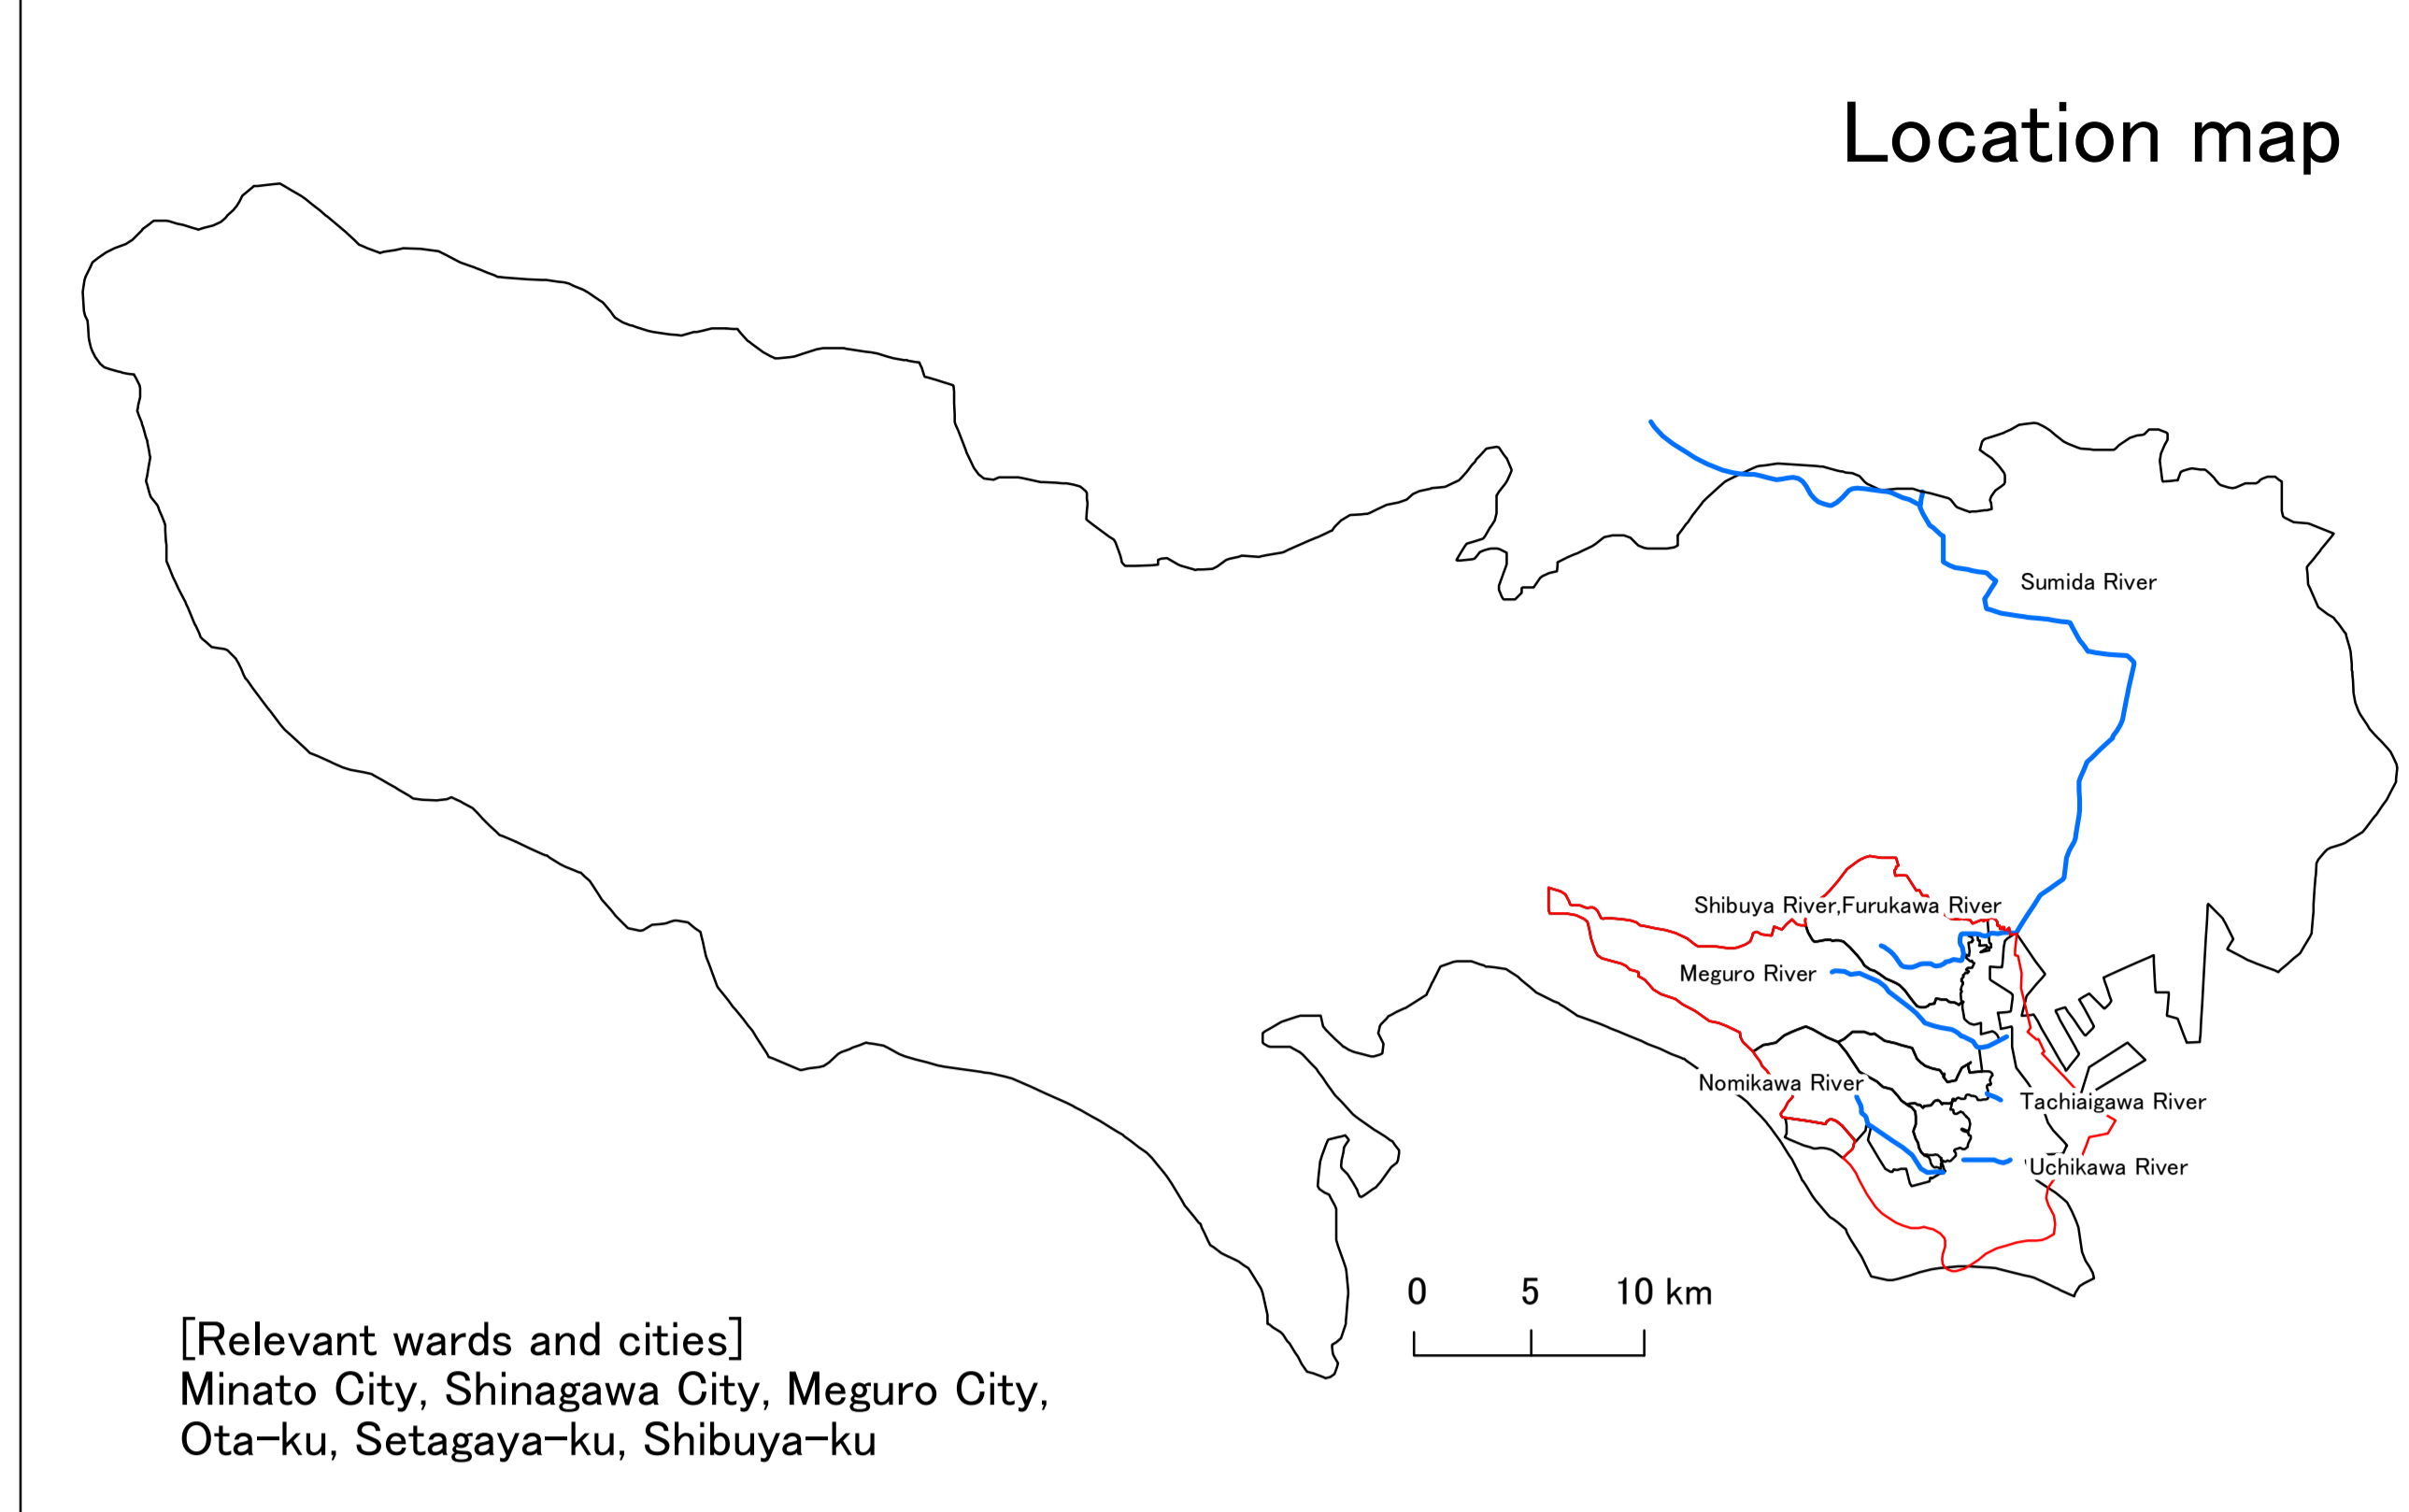 Location map
Sumida River
Shibuya River,Furukawa River
Meguro River
Nomikawa River
Tachiaigawa River
Uchikawa River
0 5 10 km
[Relevant wards and cities]
Minato City, Shinagawa City, Meguro City,
Ota-ku, Setagaya-ku, Shibuya-ku